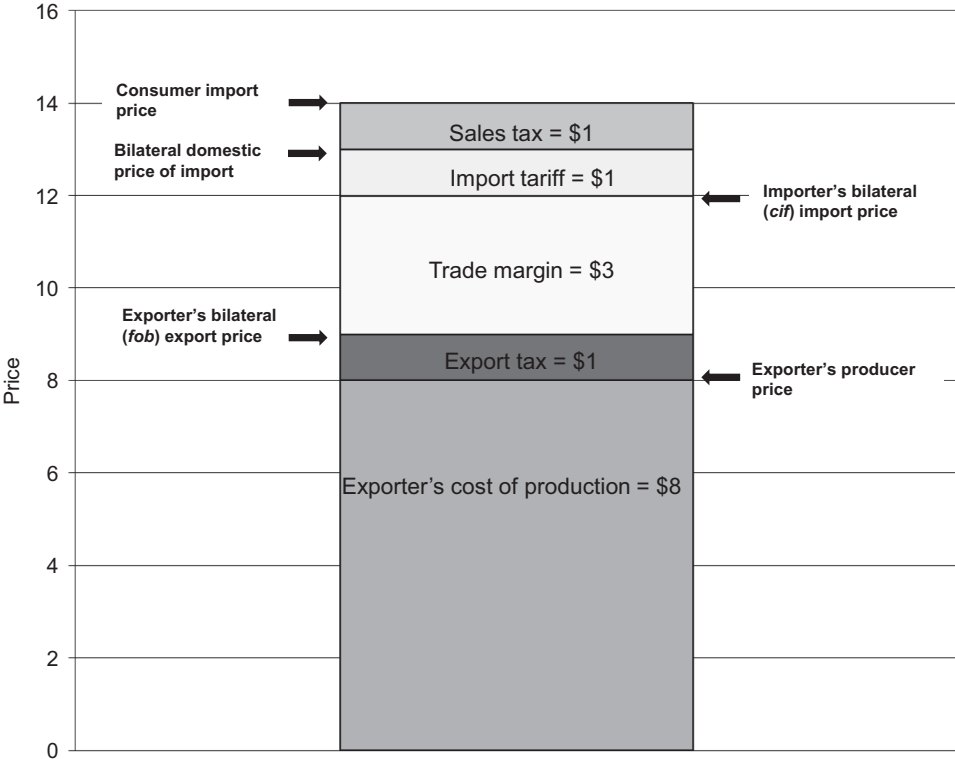 16
14
12
10
8
6
4
2
0
Price
Consumer import
price
Bilateral domestic
price of import
Exporter’s bilateral
(fob) export price
Sales tax = $1
Import tariff = $1
Trade margin = $3
Export tax = $1
Exporter’s cost of production = $8
Importer’s bilateral
(cif) import price
Exporter’s producer
price